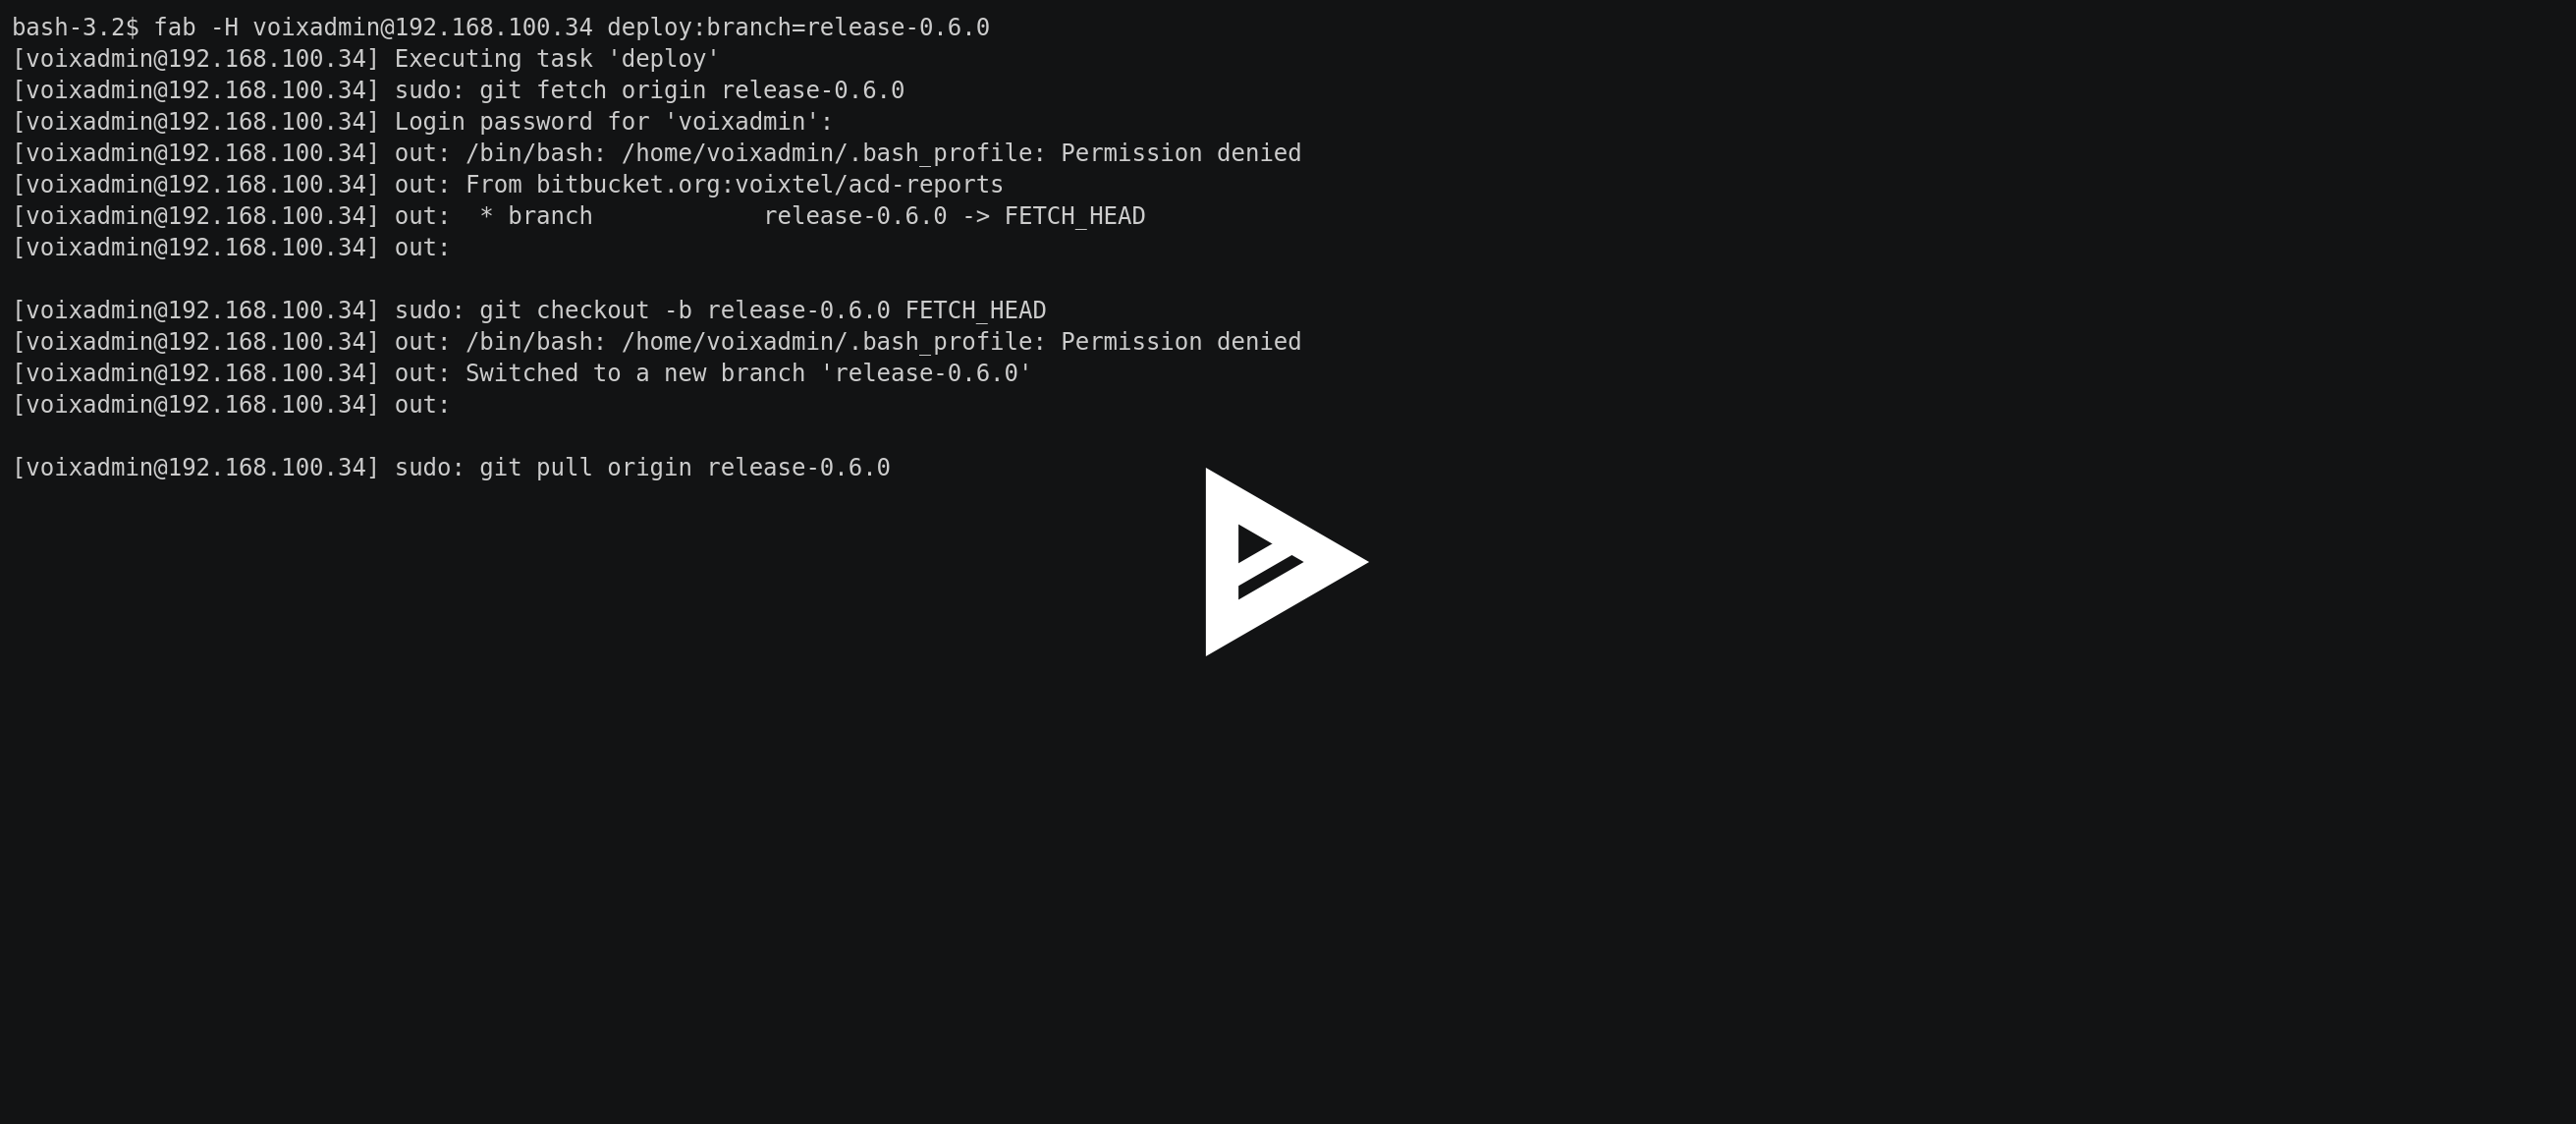 bash-3.2$ fab -H voixadmin@192.168.100.34 deploy:branch=release-0.6.0
[voixadmin@192.168.100.34] Executing task 'deploy'
[voixadmin@192.168.100.34] sudo: git fetch origin release-0.6.0
[voixadmin@192.168.100.34] Login password for 'voixadmin':
[voixadmin@192.168.100.34] out: /bin/bash: /home/voixadmin/.bash_profile: Permission denied
[voixadmin@192.168.100.34] out: From bitbucket.org:voixtel/acd-reports
[voixadmin@192.168.100.34] out:  * branch            release-0.6.0 -> FETCH_HEAD
[voixadmin@192.168.100.34] out:
[voixadmin@192.168.100.34] sudo: git checkout -b release-0.6.0 FETCH_HEAD
[voixadmin@192.168.100.34] out: /bin/bash: /home/voixadmin/.bash_profile: Permission denied
[voixadmin@192.168.100.34] out: Switched to a new branch 'release-0.6.0'
[voixadmin@192.168.100.34] out:
[voixadmin@192.168.100.34] sudo: git pull origin release-0.6.0